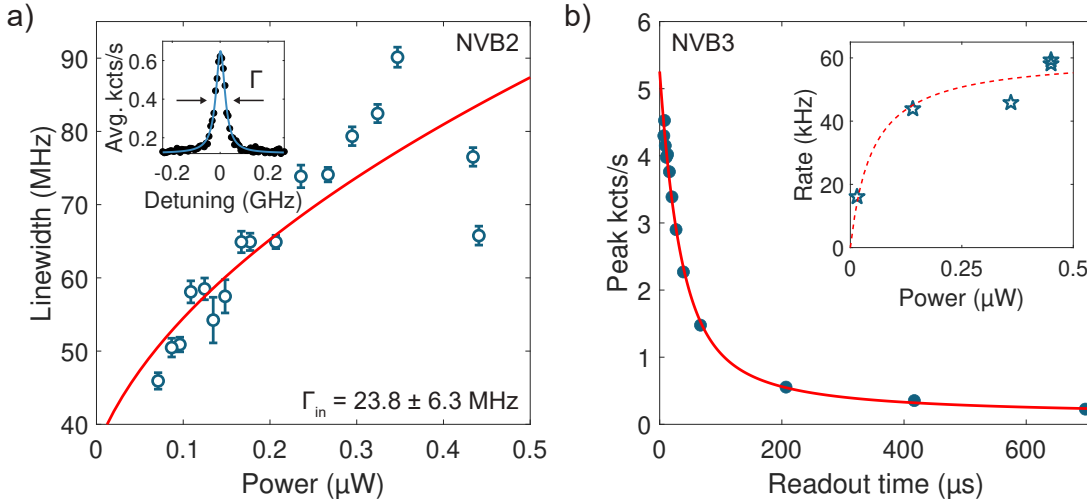 a)
NVB2
Linewidth (MHz)
90
80
70
60
50
40
0
0.1
0.2
0.3
0.4
0.5
Power (µW)
Γin = 23.8 ± 6.3 MHz
Avg. kcts/s
0.6
0.4
0.2
Γ
-0.2
0
0.2
Detuning (GHz)
b)
NVB3
Peak kcts/s
6
5
4
3
2
1
0
0
200
400
600
Readout time (µs)
Rate (kHz)
60
40
20
0
0
0.25
0.5
Power (µW)